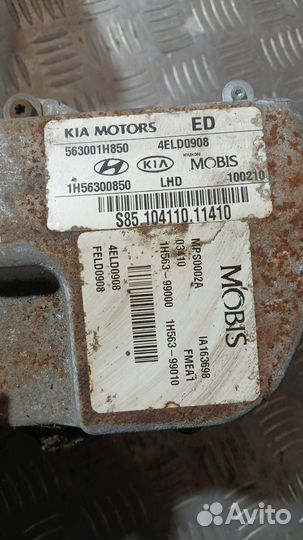 KIA MOTORS ED
563001H850 4ELD0908
HYUNDAI KIA MOBIS
1H56300850 LHD 100210
S85.104110.11410
MOBIS
IA163698
FMEA1
MPS0002A
03410
1H563-99000 1H563-99010
4ELD0908
FELD0908
Avito